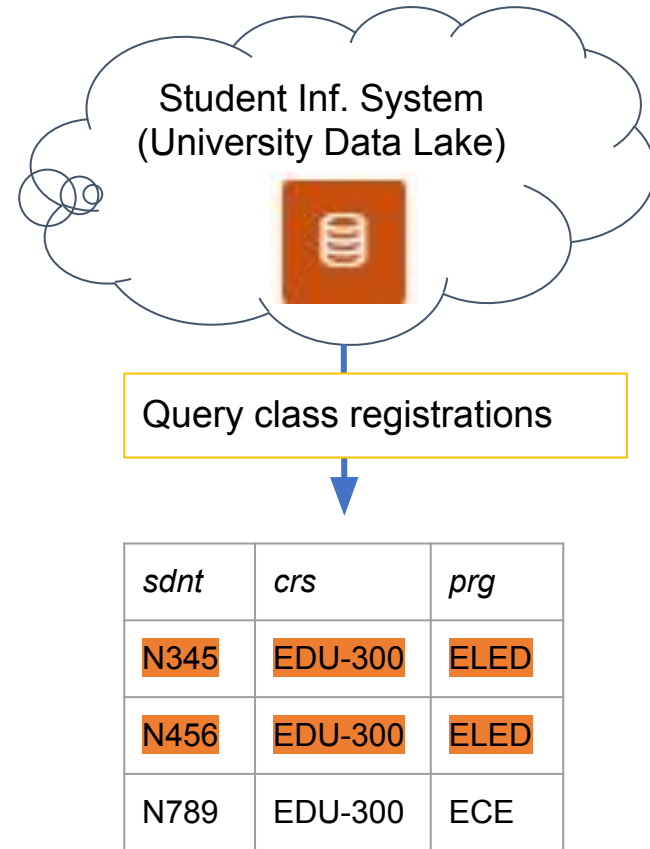 Student Inf. System
(University Data Lake)
Query class registrations
sdnt crs prg
N345 EDU-300 ELED
N456 EDU-300 ELED
N789 EDU-300 ECE